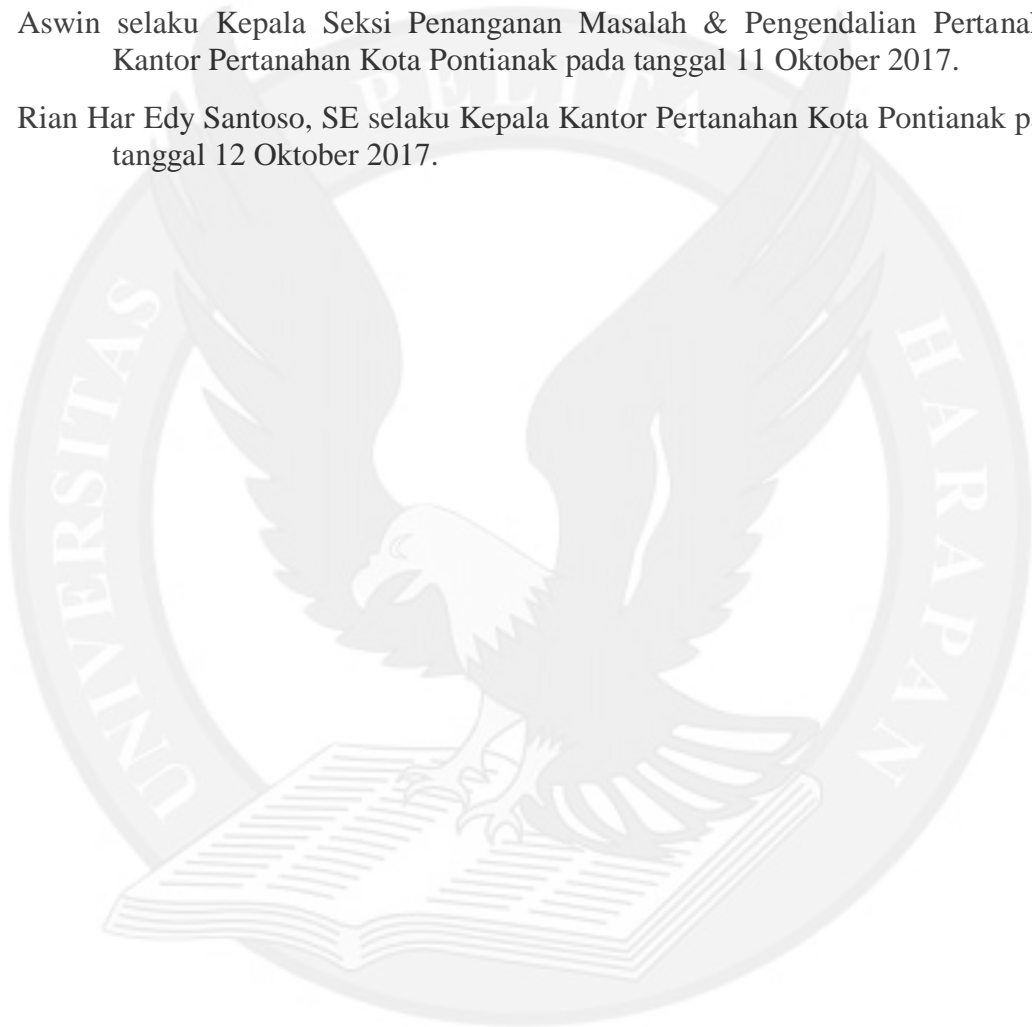 Aswin selaku Kepala Seksi Penanganan Masalah & Pengendalian Pertanah
Kantor Pertanahan Kota Pontianak pada tanggal 11 Oktober 2017.
Rian Har Edy Santoso, SE selaku Kepala Kantor Pertanahan Kota Pontianak p
tanggal 12 Oktober 2017.
UNIVERSITAS PELITA HARAPAN